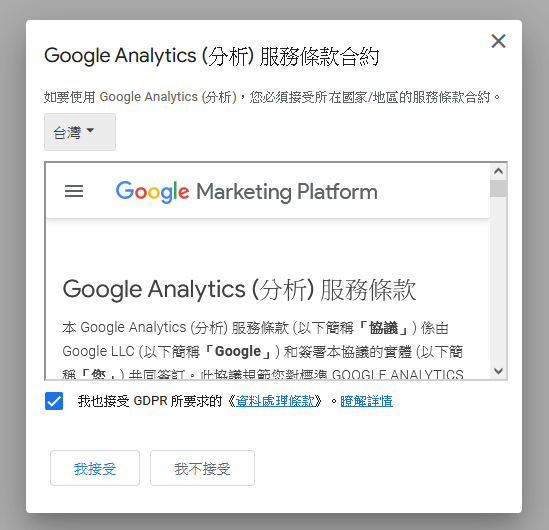 Google Analytics (分析) 服務條款合約
如要使用 Google Analytics (分析)，您必須接受所在國家/地區的服務條款合約。
台灣
Google Marketing Platform
Google Analytics (分析) 服務條款
本 Google Analytics (分析) 服務條款 (以下簡稱「協議」) 係由
Google LLC (以下簡稱「Google」) 和簽署本協議的實體 (以下簡
稱「您」) 共同簽訂。此協議規範您對標準 GOOGLE ANALYTICS
我也接受 GDPR 所要求的《資料處理條款》。瞭解詳情
我接受
我不接受